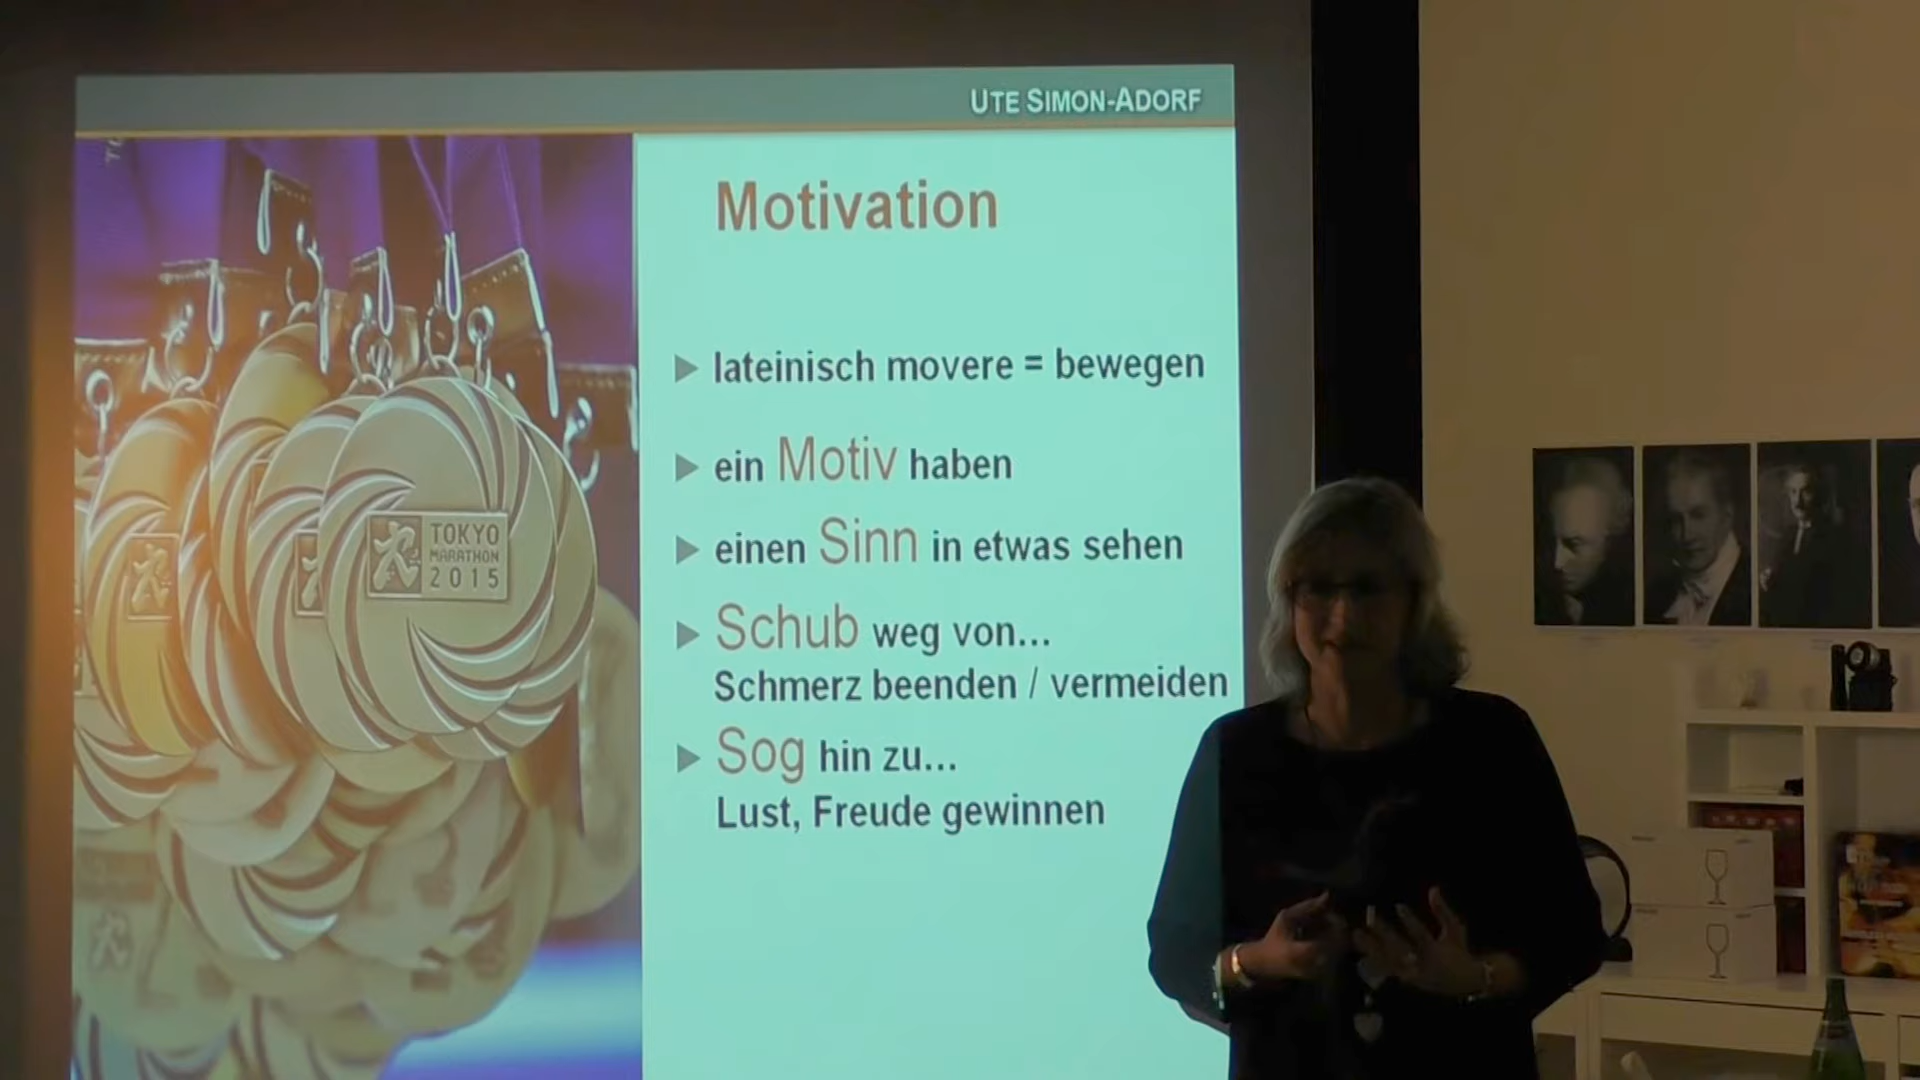 UTE SIMON-ADORF
Motivation
lateinisch movere = bewegen
ein Motiv haben
einen Sinn in etwas sehen
Schub weg von...
Schmerz beenden / vermeiden
Sog hin zu...
Lust, Freude gewinnen
TOKYO
MARATHON
2015